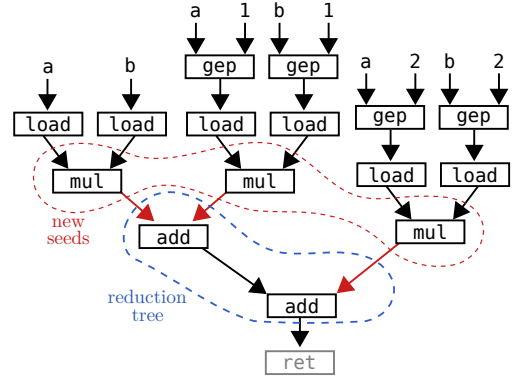 a 1 b 1
gep gep
a 2 b 2
a b
gep gep
load load load load
load load
mul mul
new
seeds
mul
add
reduction
tree
add
ret